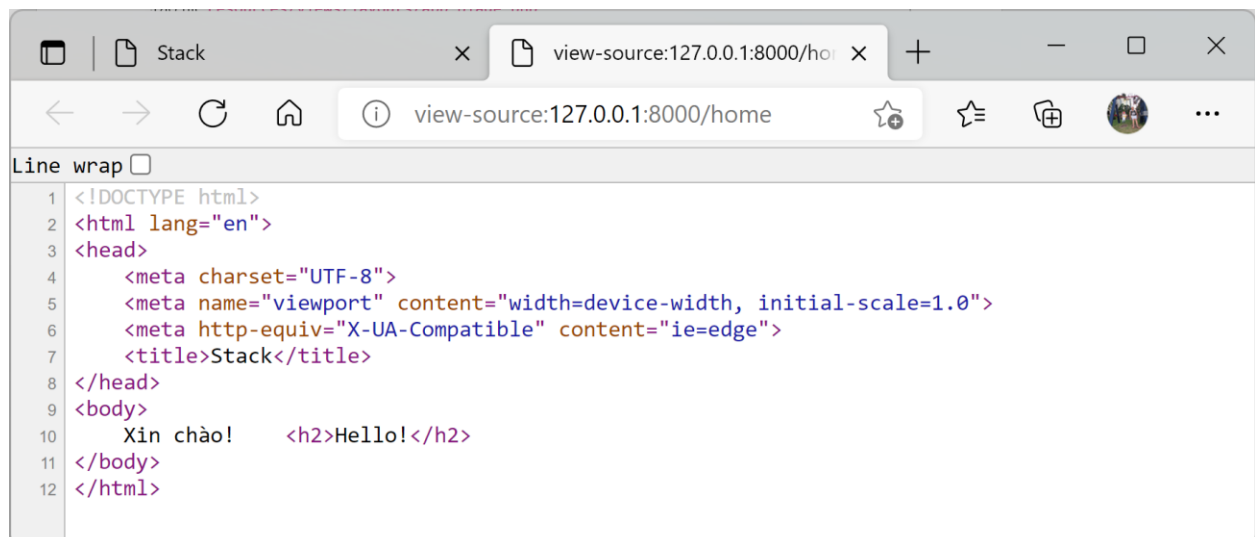 Stack
view-source:127.0.0.1:8000/ho
view-source:127.0.0.1:8000/home
Line wrap
1 <!DOCTYPE html>
2 <html lang="en">
3 <head>
4     <meta charset="UTF-8">
5     <meta name="viewport" content="width=device-width, initial-scale=1.0">
6     <meta http-equiv="X-UA-Compatible" content="ie=edge">
7     <title>Stack</title>
8 </head>
9 <body>
10     Xin chào!    <h2>Hello!</h2>
11 </body>
12 </html>